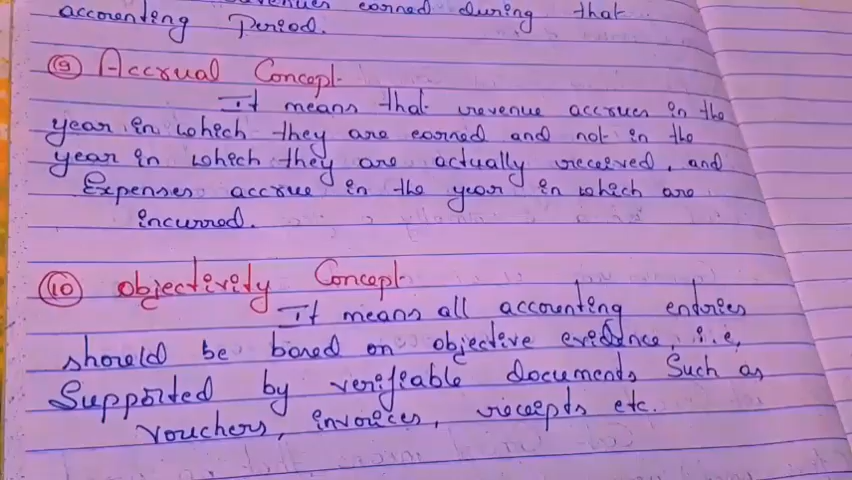 earned during that
accounting Period.
⑨ Accrual Concept
It means that revenue accrues in the
year in which they are earned and not in the
year in which they are actually received, and
Expenses accrue in the year in which are
incurred.
⑩ Objectivity Concept
It means all accounting entries
should be based on objective evidence, i.e,
Supported by verifiable documents Such as
Vouchers, invoices, receipts etc.